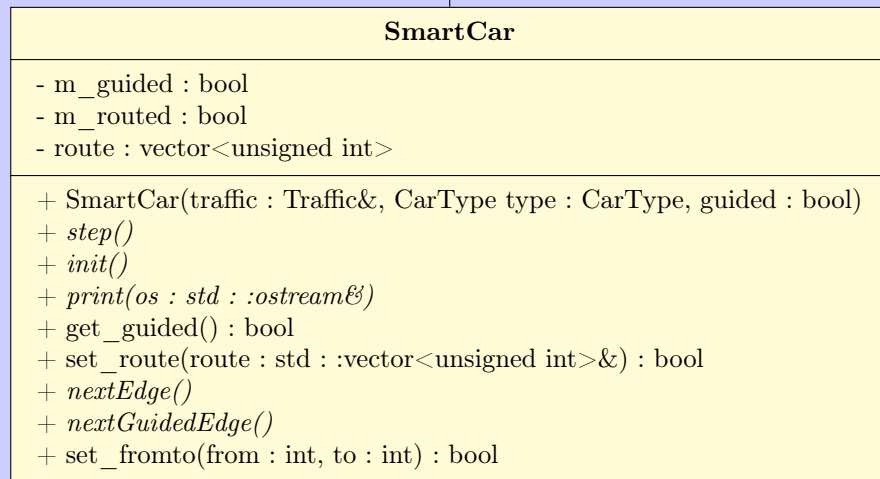 SmartCar
- m_guided : bool
- m_routed : bool
- route : vector<unsigned int>
+ SmartCar(traffic : Traffic&, CarType type : CarType, guided : bool)
+ step()
+ init()
+ print(os : std : :ostream&)
+ get_guided() : bool
+ set_route(route : std : :vector<unsigned int>&) : bool
+ nextEdge()
+ nextGuidedEdge()
+ set_fromto(from : int, to : int) : bool